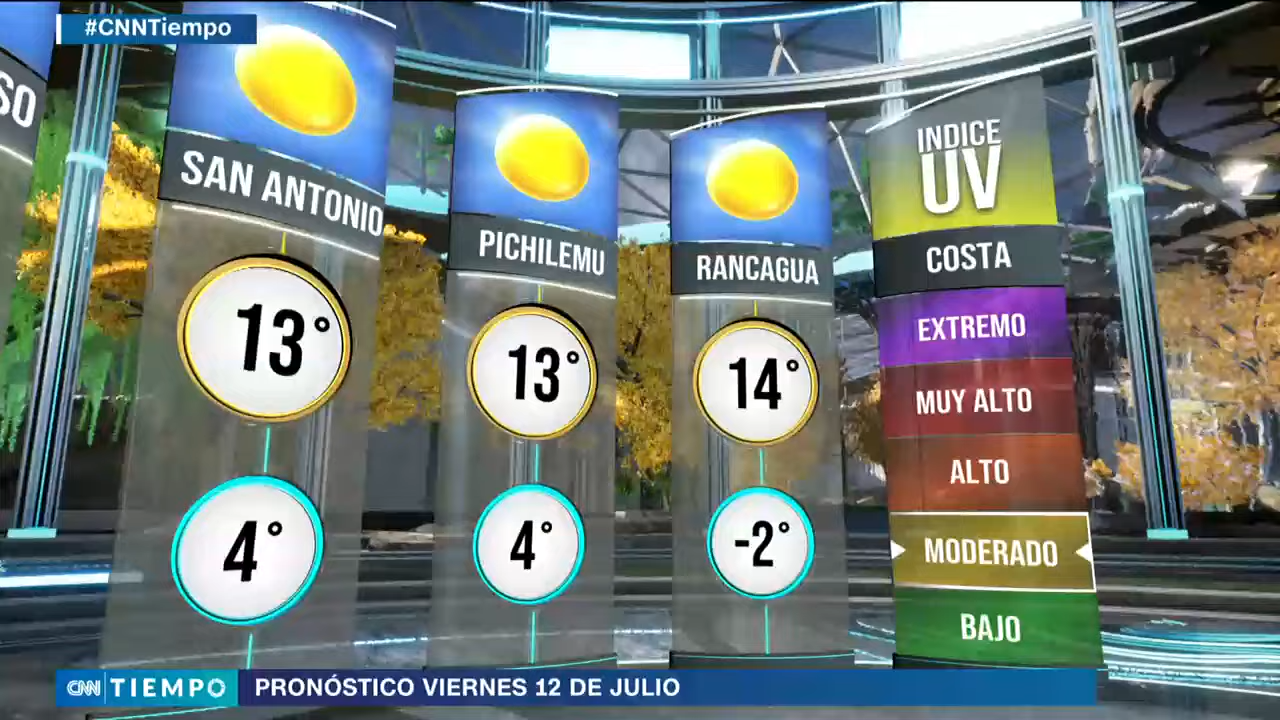 #CNNTiempo
SO
SAN ANTONIO
13°
4°
PICHILEMU
13°
4°
RANCAGUA
14°
-2°
INDICE
UV
COSTA
EXTREMO
MUY ALTO
ALTO
MODERADO
BAJO
CNN TIEMPO
PRONÓSTICO VIERNES 12 DE JULIO